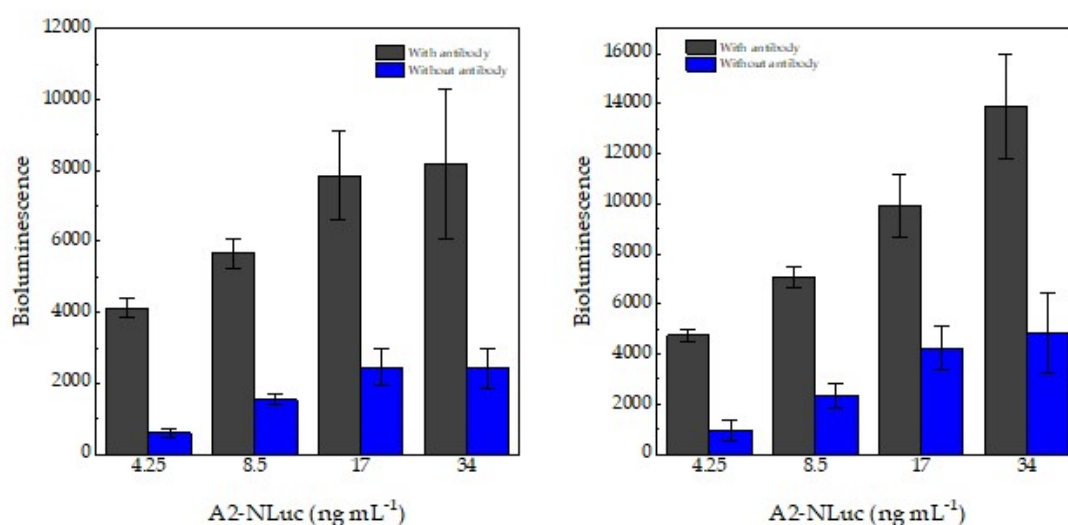 12000
10000
8000
6000
4000
2000
0
Bioluminescence
With antibody
Without antibody
4.25 8.5 17 34
A2-NLuc (ng mL⁻¹)
16000
14000
12000
10000
8000
6000
4000
2000
0
Bioluminescence
With antibody
Without antibody
4.25 8.5 17 34
A2-NLuc (ng mL⁻¹)